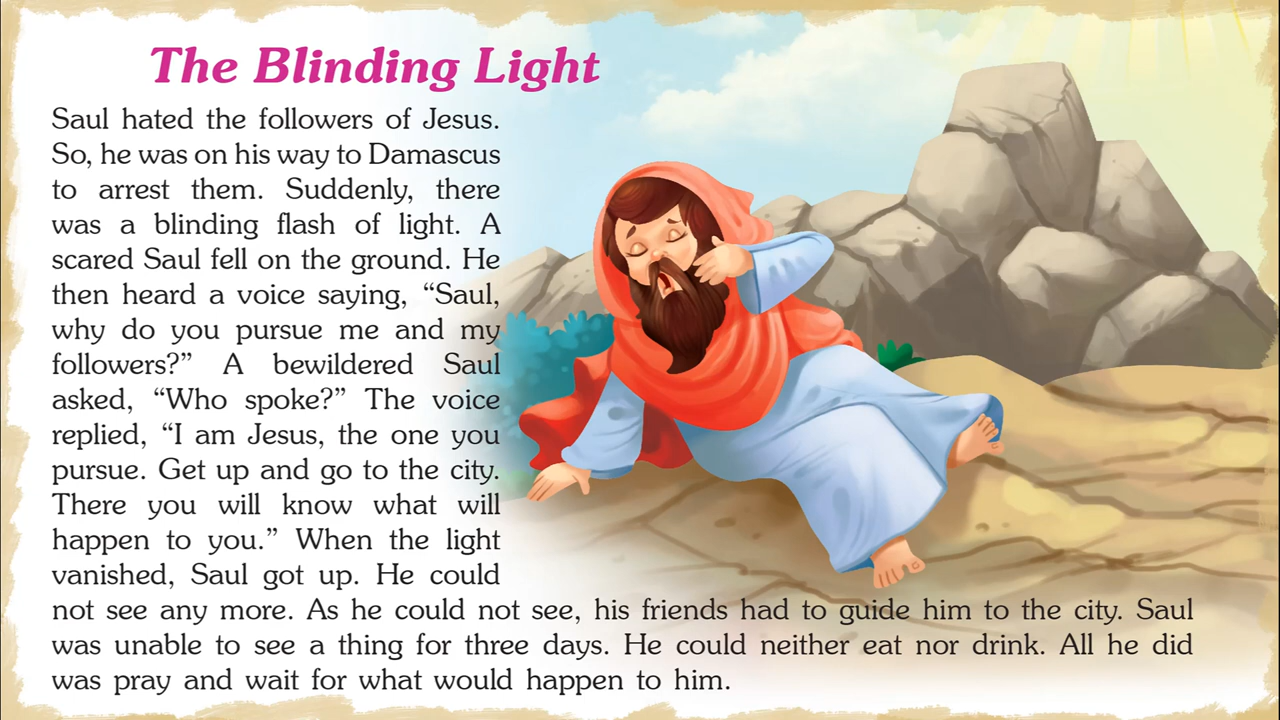 The Blinding Light
Saul hated the followers of Jesus.
So, he was on his way to Damascus
to arrest them. Suddenly, there
was a blinding flash of light. A
scared Saul fell on the ground. He
then heard a voice saying, “Saul,
why do you pursue me and my
followers?” A bewildered Saul
asked, “Who spoke?” The voice
replied, “I am Jesus, the one you
pursue. Get up and go to the city.
There you will know what will
happen to you.” When the light
vanished, Saul got up. He could
not see any more. As he could not see, his friends had to guide him to the city. Saul
was unable to see a thing for three days. He could neither eat nor drink. All he did
was pray and wait for what would happen to him.